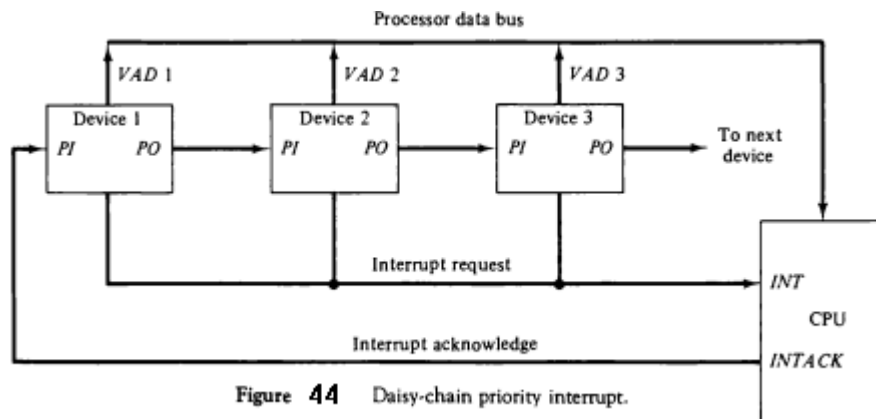 Processor data bus
VAD 1
VAD 2
VAD 3
Device 1
PI
PO
Device 2
PI
PO
Device 3
PI
PO
To next
device
Interrupt request
INT
CPU
Interrupt acknowledge
INTACK
Figure 44 Daisy-chain priority interrupt.